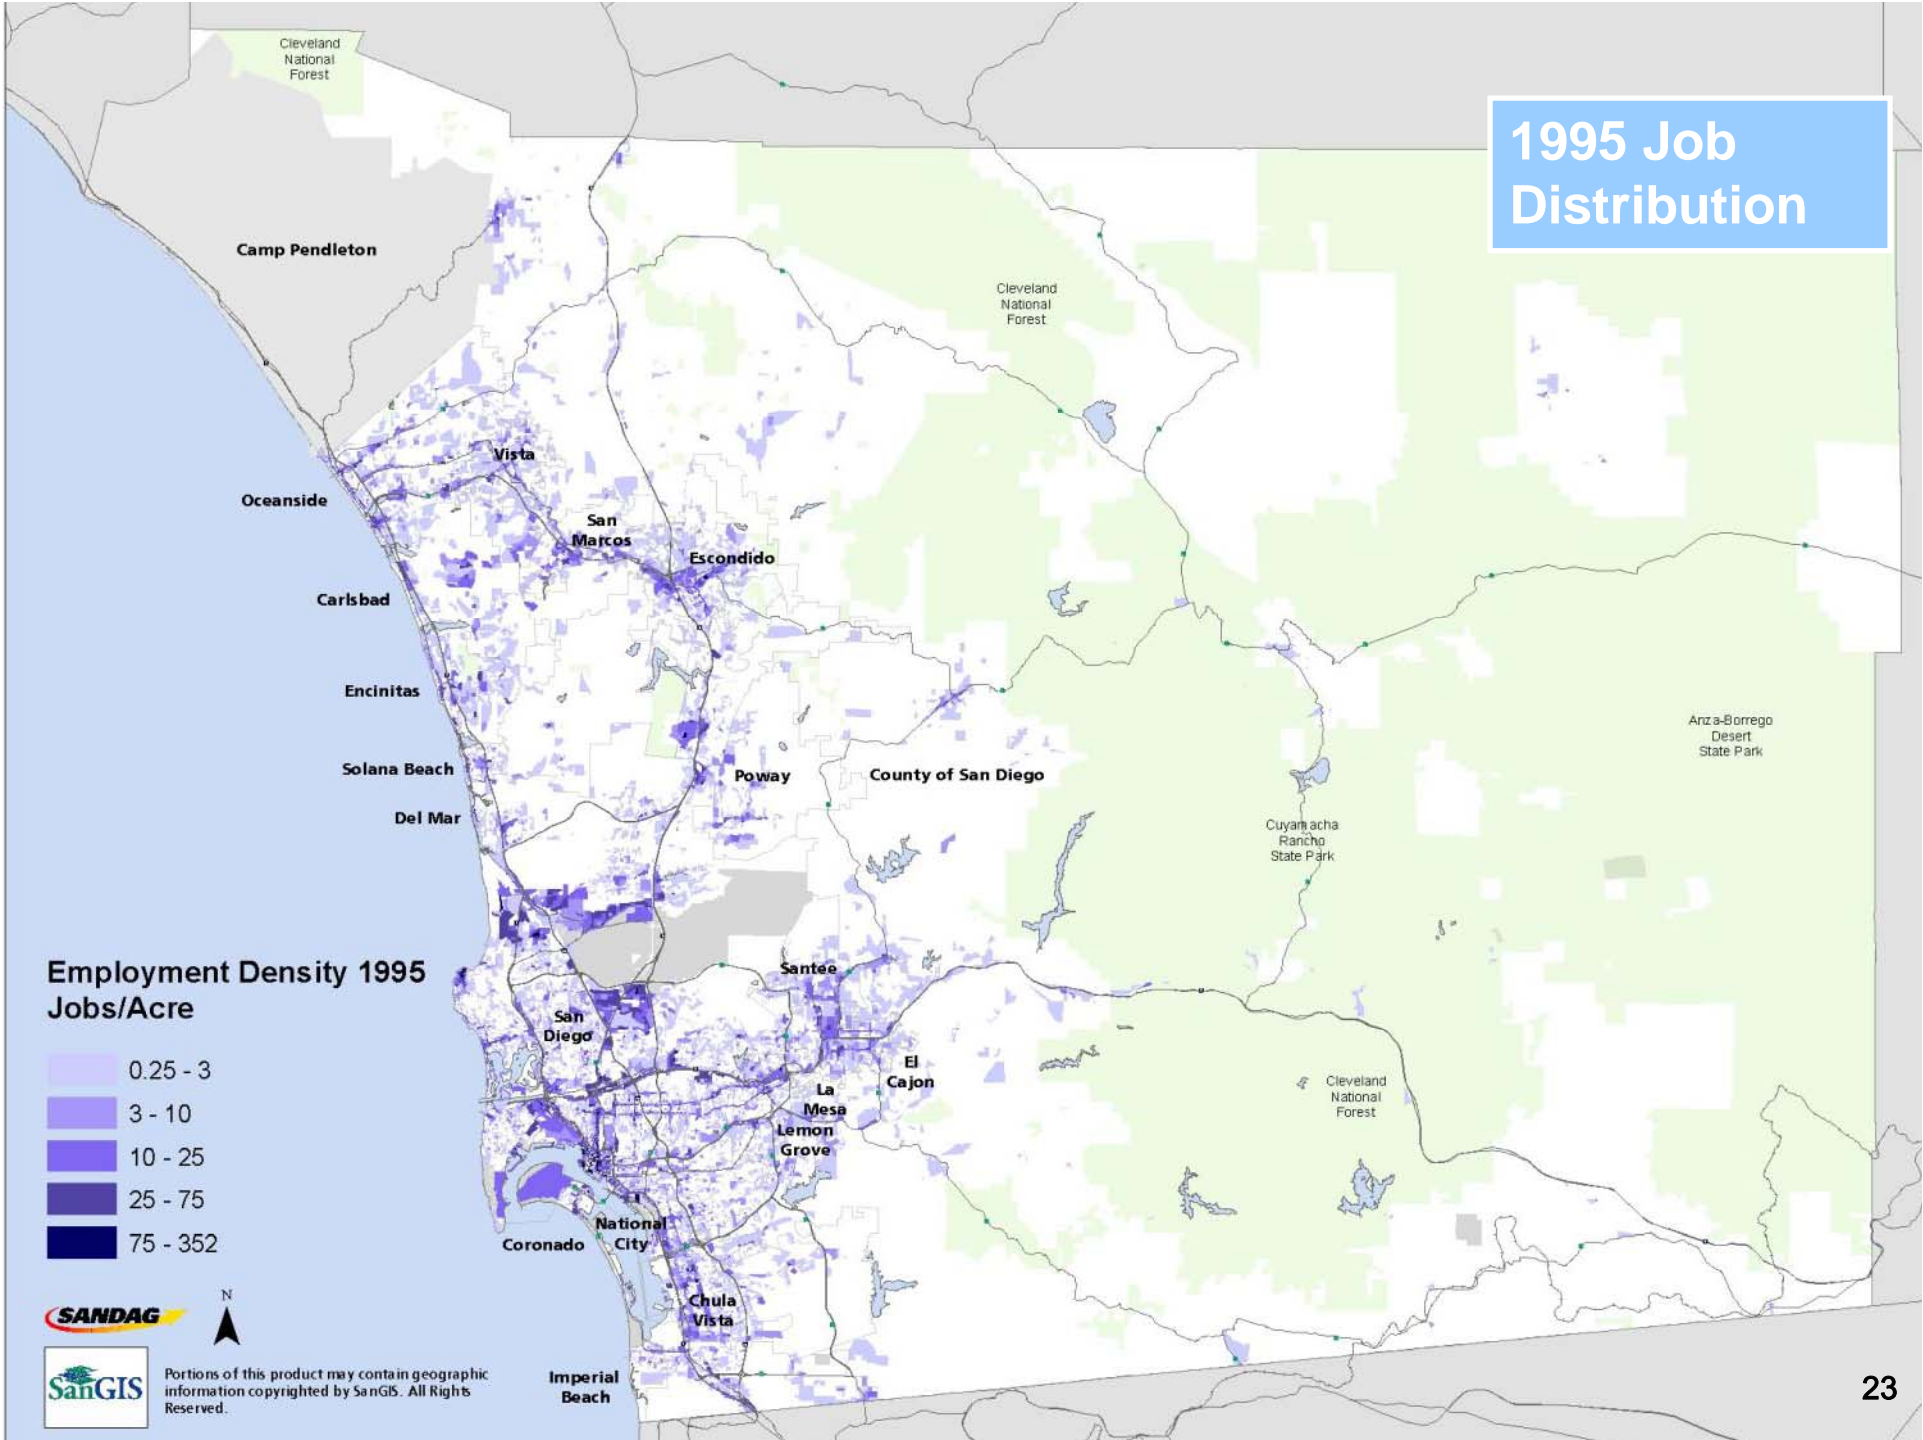 Cleveland
National
Forest
1995 Job
Distribution
Camp Pendleton
Cleveland
National
Forest
Vista
Oceanside
San
Marcos
Escondido
Carlsbad
Encinitas
Anza-Borrego
Desert
State Park
Solana Beach
Poway
County of San Diego
Del Mar
Cuyamacha
Rancho
State Park
Employment Density 1995
Jobs/Acre
0.25 - 3
3 - 10
10 - 25
25 - 75
75 - 352
Santee
San
Diego
El
Cajon
La
Mesa
Lemon
Grove
Cleveland
National
Forest
National
City
Coronado
Chula
Vista
Imperial
Beach
N
SANDAG
SanGIS
Portions of this product may contain geographic
information copyrighted by SanGIS. All Rights
Reserved.
23